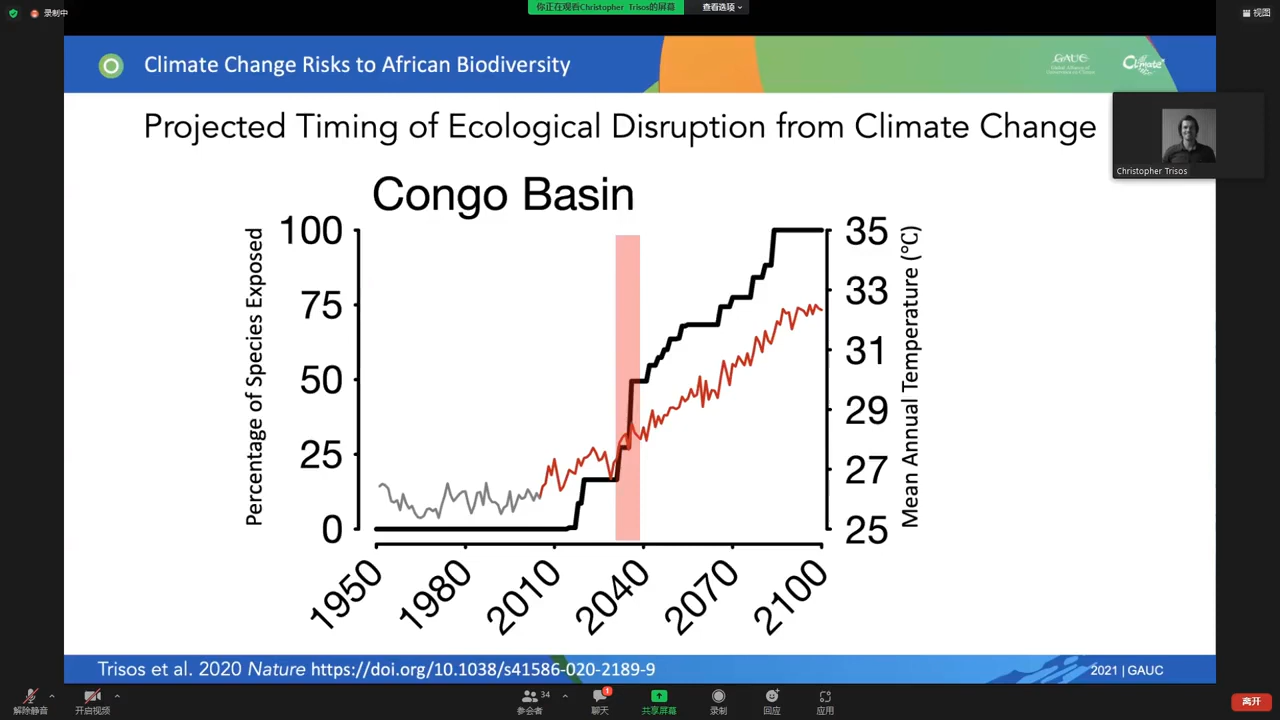 录制中
你正在观看Christopher Trisos的屏幕
查看选项
视图
Climate Change Risks to African Biodiversity
GAUC
Climate
Projected Timing of Ecological Disruption from Climate Change
Christopher Trisos
Congo Basin
Percentage of Species Exposed
100
75
50
25
0
35
33
31
29
27
25
Mean Annual Temperature (°C)
1950
1980
2010
2040
2070
2100
Trisos et al. 2020 Nature https://doi.org/10.1038/s41586-020-2189-9
2021 | GAUC
解除静音
开启视频
34
参会者
1
聊天
共享屏幕
录制
回应
应用
离开